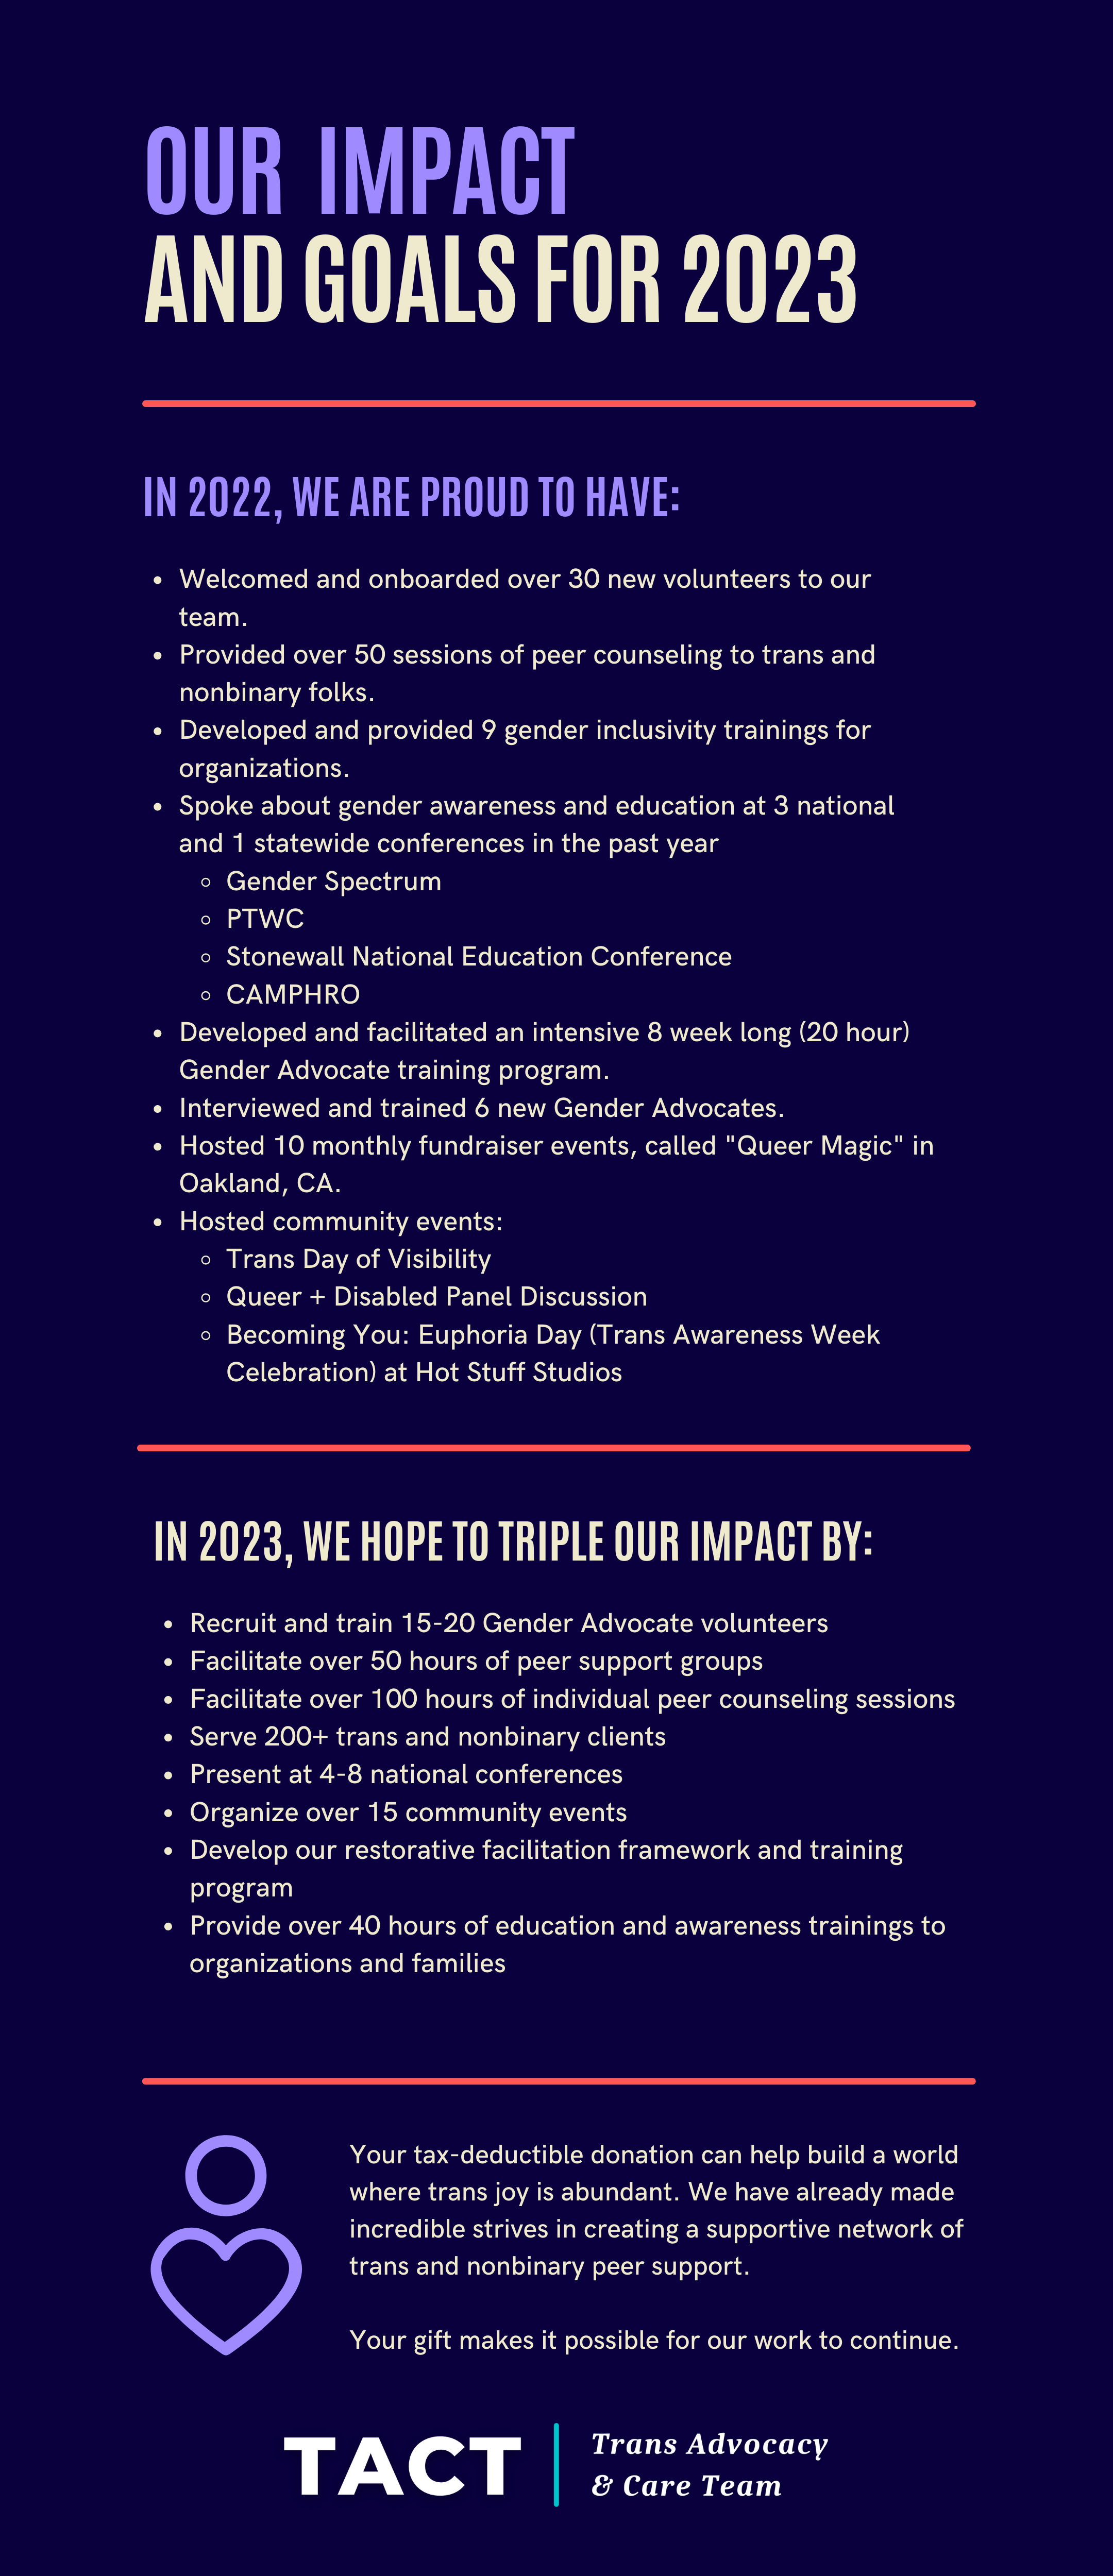 OUR IMPACT
AND GOALS FOR 2023
IN 2022, WE ARE PROUD TO HAVE:
• Welcomed and onboarded over 30 new volunteers to our
team.
• Provided over 50 sessions of peer counseling to trans and
nonbinary folks.
• Developed and provided 9 gender inclusivity trainings for
organizations.
• Spoke about gender awareness and education at 3 national
and 1 statewide conferences in the past year
◦ Gender Spectrum
◦ PTWC
◦ Stonewall National Education Conference
◦ CAMPHRO
• Developed and facilitated an intensive 8 week long (20 hour)
Gender Advocate training program.
• Interviewed and trained 6 new Gender Advocates.
• Hosted 10 monthly fundraiser events, called "Queer Magic" in
Oakland, CA.
• Hosted community events:
◦ Trans Day of Visibility
◦ Queer + Disabled Panel Discussion
◦ Becoming You: Euphoria Day (Trans Awareness Week
Celebration) at Hot Stuff Studios
IN 2023, WE HOPE TO TRIPLE OUR IMPACT BY:
• Recruit and train 15-20 Gender Advocate volunteers
• Facilitate over 50 hours of peer support groups
• Facilitate over 100 hours of individual peer counseling sessions
• Serve 200+ trans and nonbinary clients
• Present at 4-8 national conferences
• Organize over 15 community events
• Develop our restorative facilitation framework and training
program
• Provide over 40 hours of education and awareness trainings to
organizations and families
Your tax-deductible donation can help build a world
where trans joy is abundant. We have already made
incredible strives in creating a supportive network of
trans and nonbinary peer support.
Your gift makes it possible for our work to continue.
TACT
Trans Advocacy
& Care Team